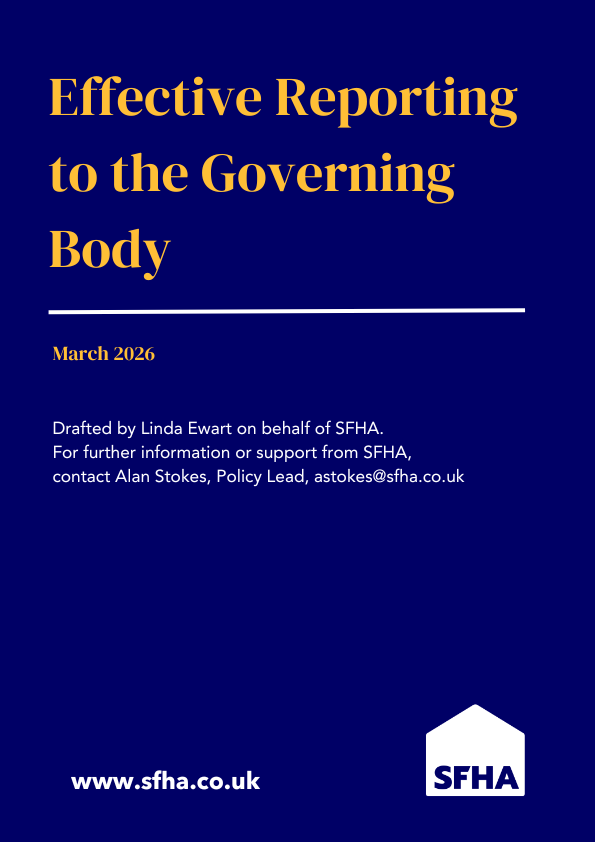 Effective Reporting
to the Governing
Body
March 2026
Drafted by Linda Ewart on behalf of SFHA.
For further information or support from SFHA,
contact Alan Stokes, Policy Lead, astokes@sfha.co.uk
www.sfha.co.uk
SFHA